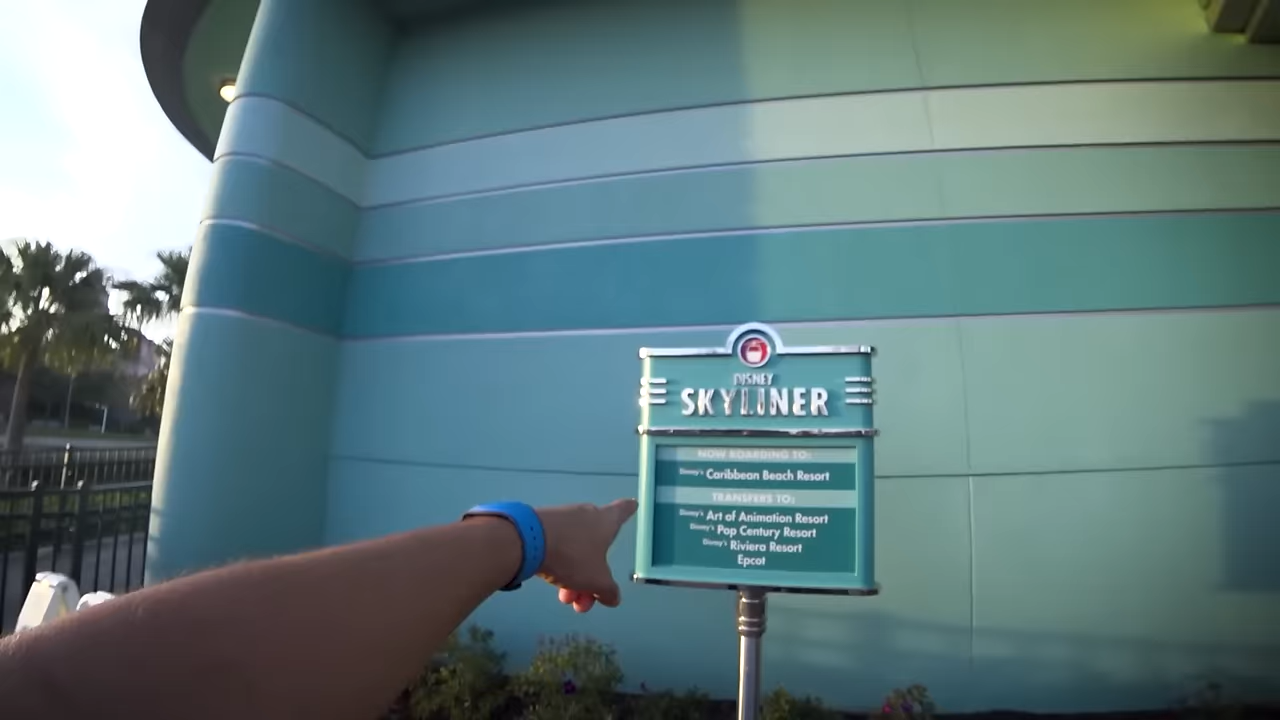 DISNEY
SKYLINER
NOW BOARDING TO:
Disney's Caribbean Beach Resort
TRANSFERS TO:
Disney's Art of Animation Resort
Disney's Pop Century Resort
Disney's Riviera Resort
Epcot